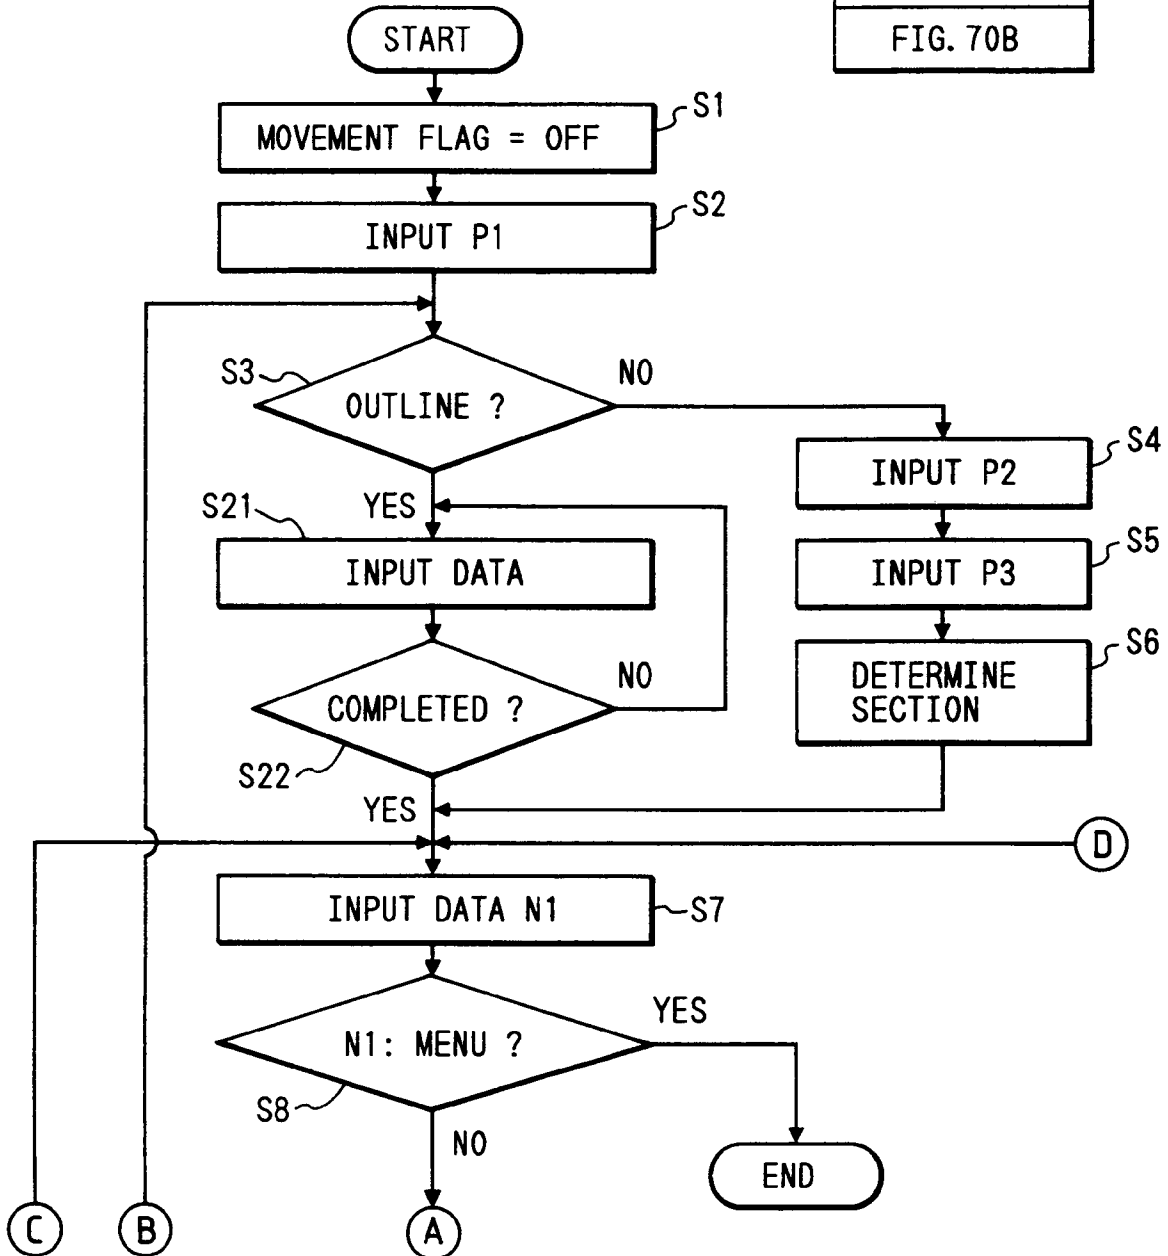 START
FIG. 70B
S1
MOVEMENT FLAG = OFF
S2
INPUT P1
S3
NO
OUTLINE ?
S4
INPUT P2
S21
YES
S5
INPUT DATA
INPUT P3
S6
NO
DETERMINE
SECTION
COMPLETED ?
S22
YES
D
INPUT DATA N1
S7
YES
N1: MENU ?
S8
NO
END
C
B
A